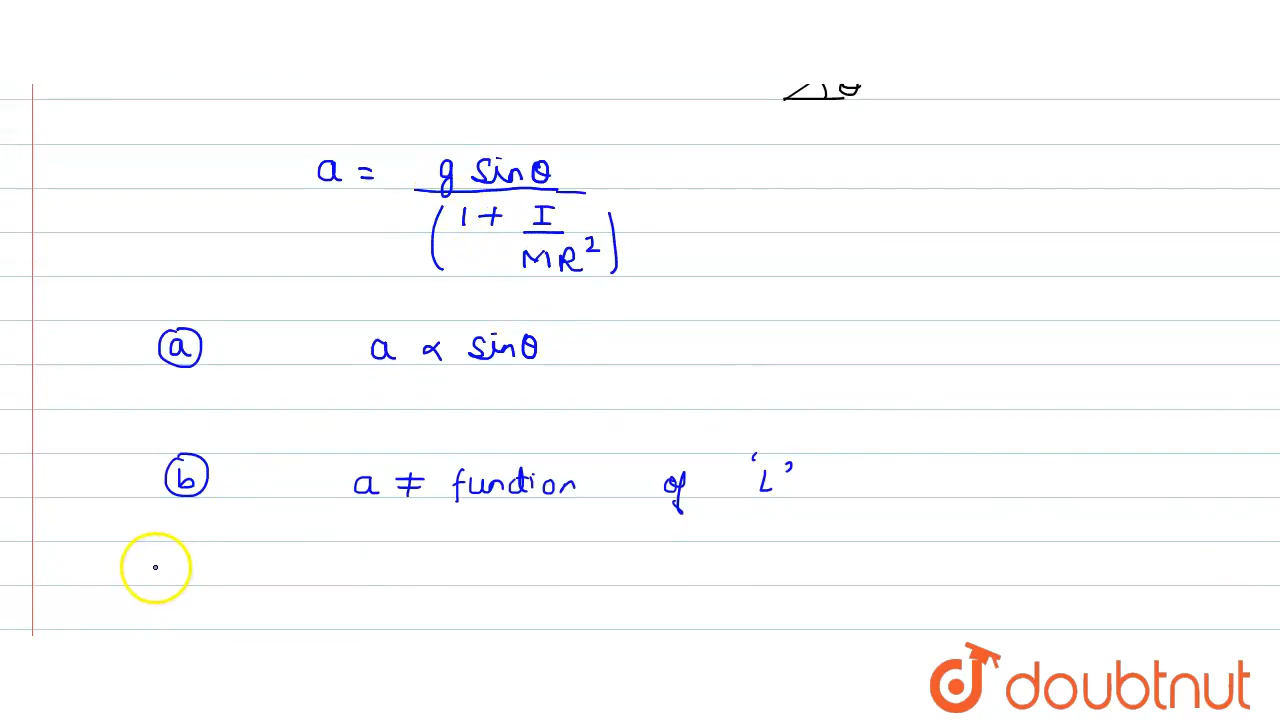 θ
a = g sinθ
(1 + I
MR²)
a a ∝ sinθ
b a ≠ function of 'L'
doubtnut